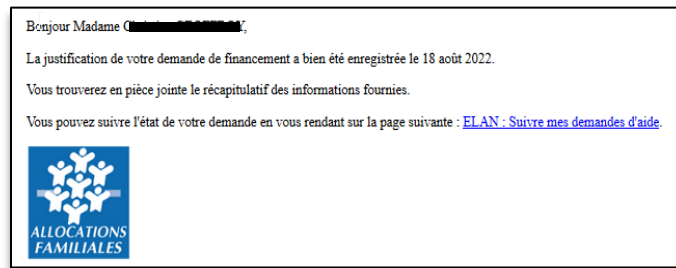 Bonjour Madame
La justification de votre demande de financement a bien été enregistrée le 18 août 2022.
Vous trouverez en pièce jointe le récapitulatif des informations fournies.
Vous pouvez suivre l'état de votre demande en vous rendant sur la page suivante : ELAN : Suivre mes demandes d'aide.
ALLOCATIONS
FAMILIALES